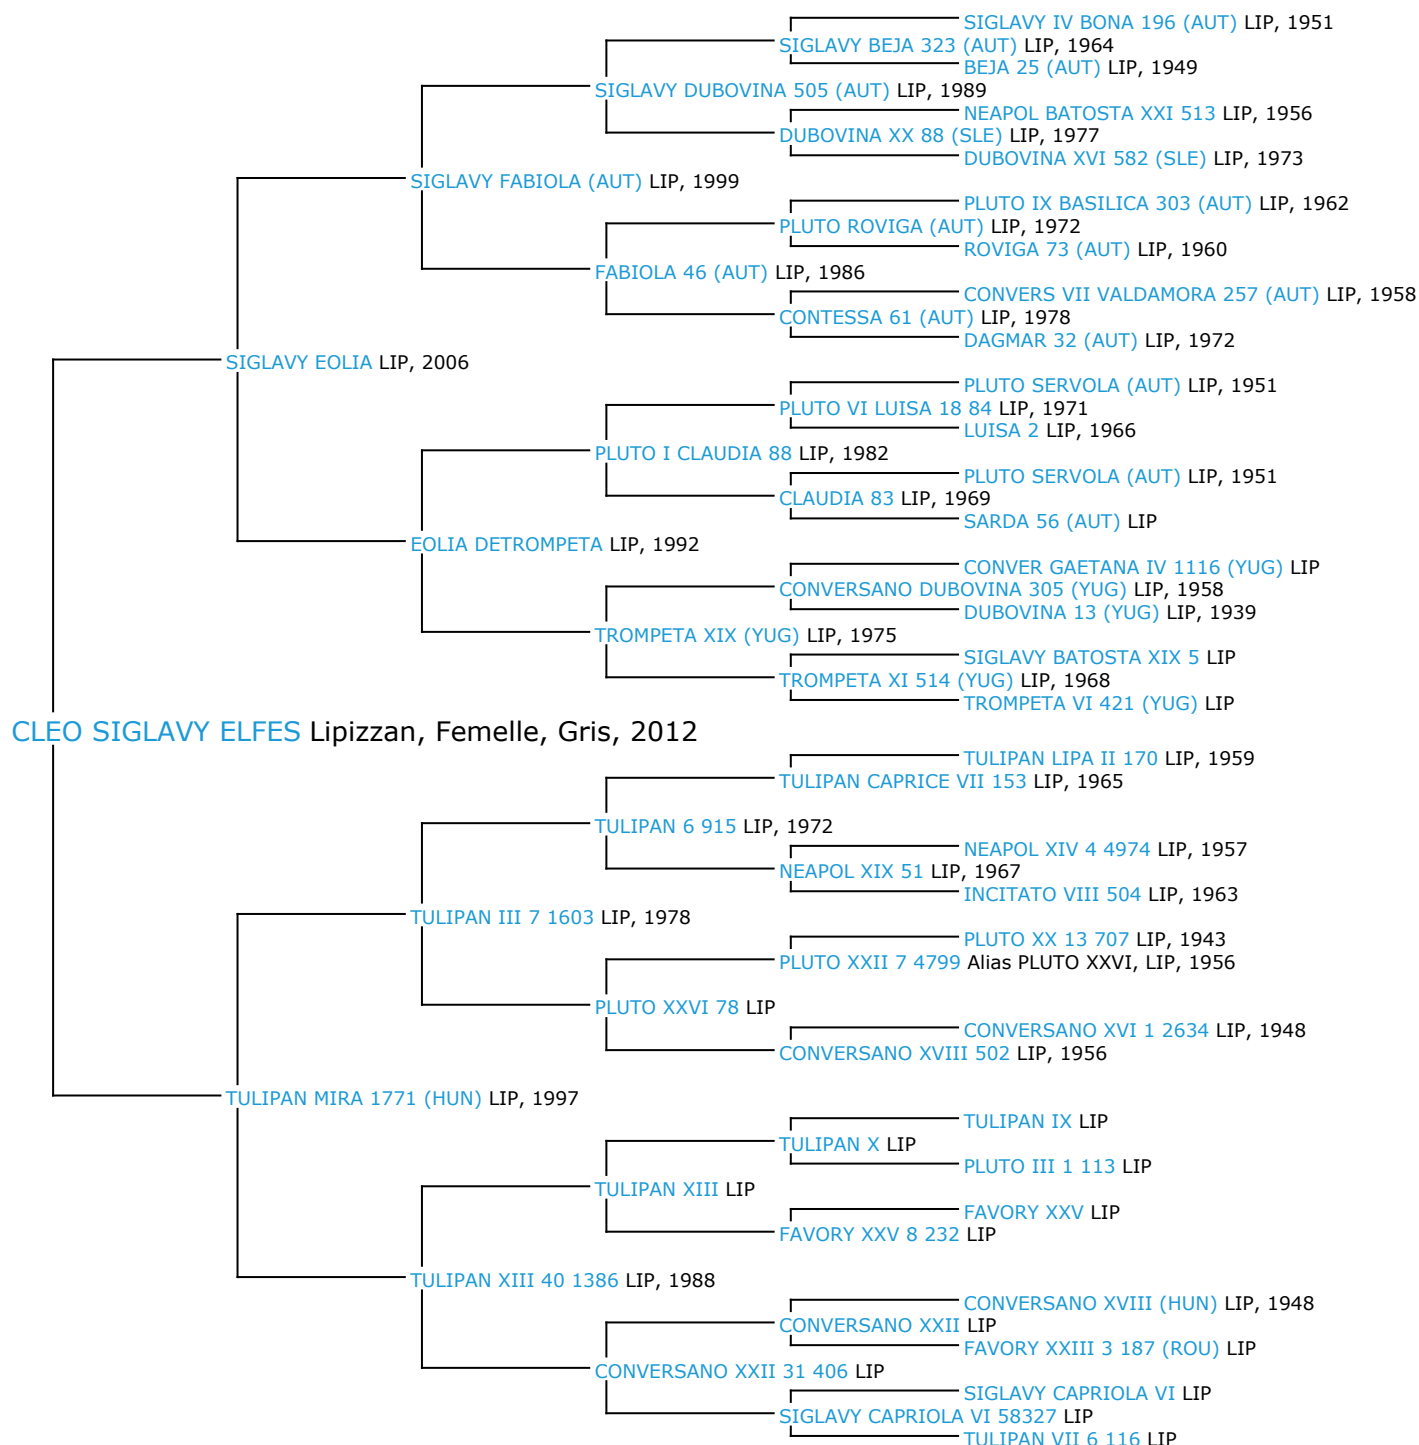 SIGLAVY IV BONA 196 (AUT) LIP, 1951
SIGLAVY BEJA 323 (AUT) LIP, 1964
BEJA 25 (AUT) LIP, 1949
SIGLAVY DUBOVINA 505 (AUT) LIP, 1989
NEAPOL BATOSTA XXI 513 LIP, 1956
DUBOVINA XX 88 (SLE) LIP, 1977
DUBOVINA XVI 582 (SLE) LIP, 1973
SIGLAVY FABIOLA (AUT) LIP, 1999
PLUTO IX BASILICA 303 (AUT) LIP, 1962
PLUTO ROVIGA (AUT) LIP, 1972
ROVIGA 73 (AUT) LIP, 1960
FABIOLA 46 (AUT) LIP, 1986
CONVERS VII VALDAMORA 257 (AUT) LIP, 1958
CONTESSA 61 (AUT) LIP, 1978
DAGMAR 32 (AUT) LIP, 1972
SIGLAVY EOLIA LIP, 2006
PLUTO SERVOLA (AUT) LIP, 1951
PLUTO VI LUISA 18 84 LIP, 1971
LUISA 2 LIP, 1966
PLUTO I CLAUDIA 88 LIP, 1982
PLUTO SERVOLA (AUT) LIP, 1951
CLAUDIA 83 LIP, 1969
SARDA 56 (AUT) LIP
EOLIA DETROMPETA LIP, 1992
CONVER GAETANA IV 1116 (YUG) LIP
CONVERSANO DUBOVINA 305 (YUG) LIP, 1958
DUBOVINA 13 (YUG) LIP, 1939
TROMPETA XIX (YUG) LIP, 1975
SIGLAVY BATOSTA XIX 5 LIP
TROMPETA XI 514 (YUG) LIP, 1968
TROMPETA VI 421 (YUG) LIP
CLEO SIGLAVY ELFES Lipizzan, Femelle, Gris, 2012
TULIPAN LIPA II 170 LIP, 1959
TULIPAN CAPRICE VII 153 LIP, 1965
TULIPAN 6 915 LIP, 1972
NEAPOL XIV 4 4974 LIP, 1957
NEAPOL XIX 51 LIP, 1967
INCITATO VIII 504 LIP, 1963
TULIPAN III 7 1603 LIP, 1978
PLUTO XX 13 707 LIP, 1943
PLUTO XXII 7 4799 Alias PLUTO XXVI, LIP, 1956
PLUTO XXVI 78 LIP
CONVERSANO XVI 1 2634 LIP, 1948
CONVERSANO XVIII 502 LIP, 1956
TULIPAN MIRA 1771 (HUN) LIP, 1997
TULIPAN IX LIP
TULIPAN X LIP
PLUTO III 1 113 LIP
TULIPAN XIII LIP
FAVORY XXV LIP
FAVORY XXV 8 232 LIP
TULIPAN XIII 40 1386 LIP, 1988
CONVERSANO XVIII (HUN) LIP, 1948
CONVERSANO XXII LIP
FAVORY XXIII 3 187 (ROU) LIP
CONVERSANO XXII 31 406 LIP
SIGLAVY CAPRIOLA VI LIP
SIGLAVY CAPRIOLA VI 58327 LIP
TULIPAN VII 6 116 LIP